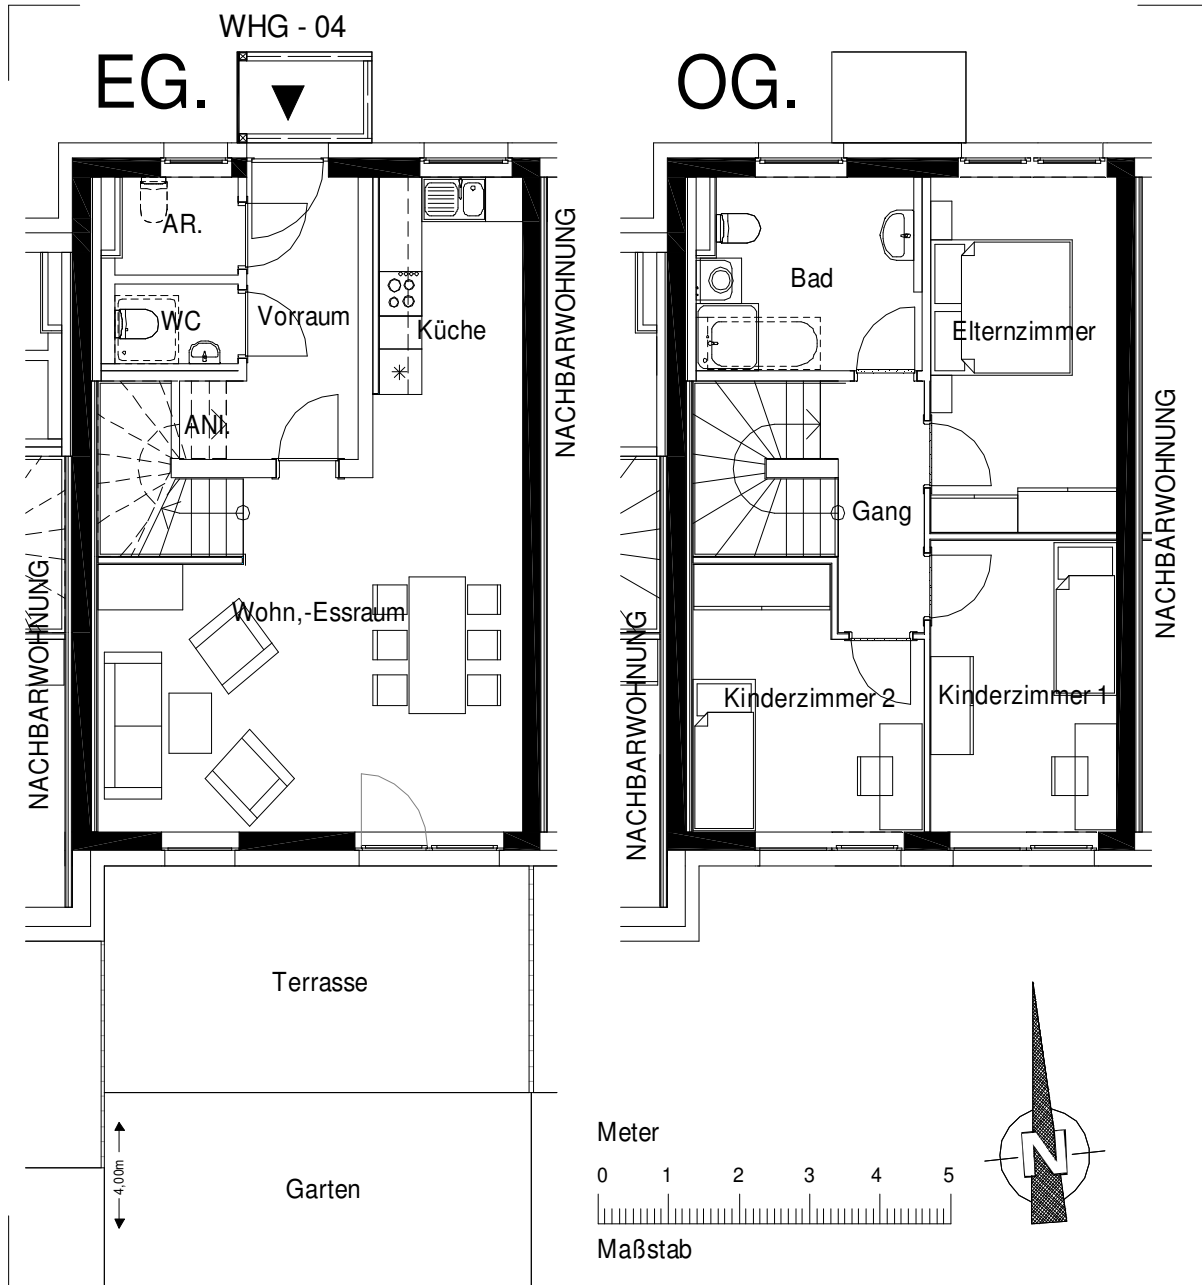 WHG - 04
EG.
OG.
AR.
WC
Vorraum
Küche
ANI.
Wohn,-Essraum
NACHBARWOHNUNG
NACHBARWOHNUNG
Bad
Elternzimmer
Gang
Kinderzimmer 2
Kinderzimmer 1
NACHBARWOHNUNG
NACHBARWOHNUNG
Terrasse
4,00m
Garten
Meter
0 1 2 3 4 5
Maßstab
N